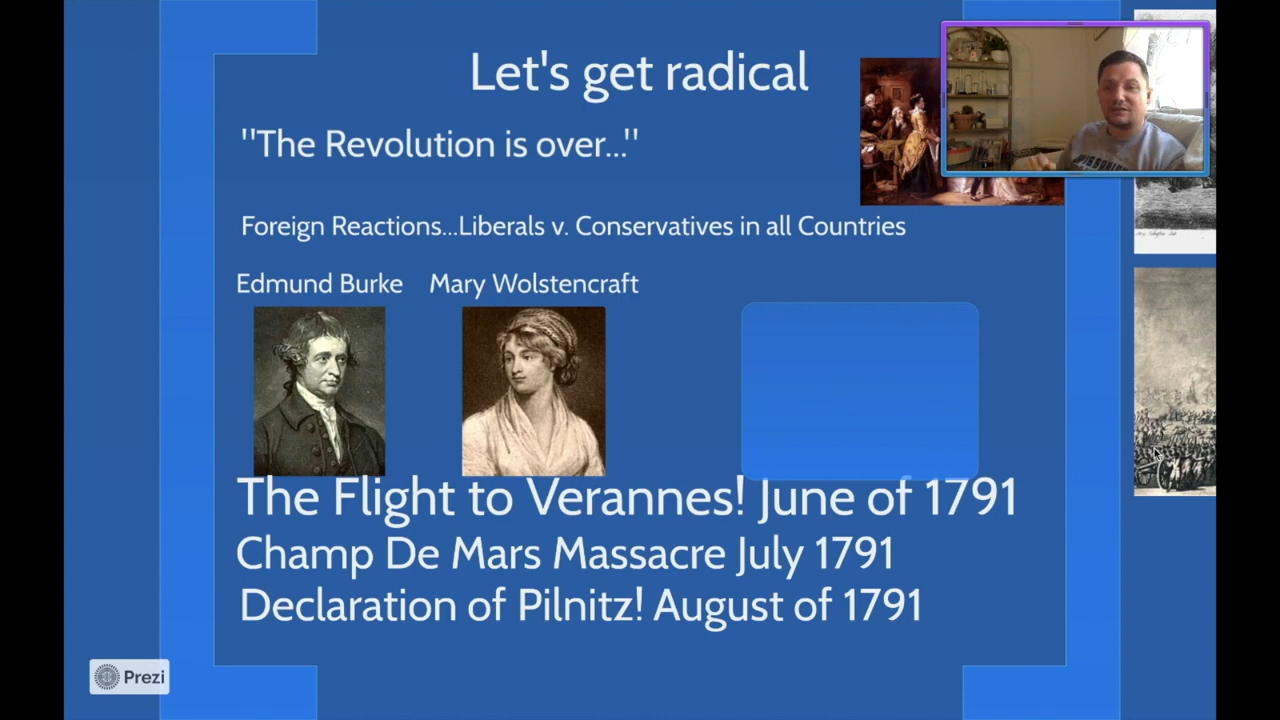 Let's get radical
"The Revolution is over..."
Foreign Reactions...Liberals v. Conservatives in all Countries
Edmund Burke Mary Wolstencraft
The Flight to Verannes! June of 1791
Champ De Mars Massacre July 1791
Declaration of Pilnitz! August of 1791
Prezi